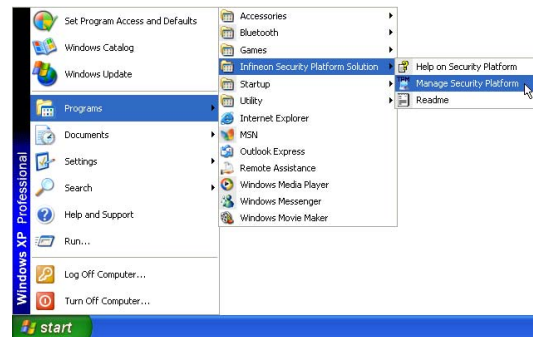 Set Program Access and Defaults
Windows Catalog
Windows Update
Programs
Documents
Settings
Search
Help and Support
Run...
Log Off Computer...
Turn Off Computer...
Windows XP Professional
start
Accessories
Bluetooth
Games
Infineon Security Platform Solution
Startup
Utility
Internet Explorer
MSN
Outlook Express
Remote Assistance
Windows Media Player
Windows Messenger
Windows Movie Maker
Help on Security Platform
Manage Security Platform
Readme